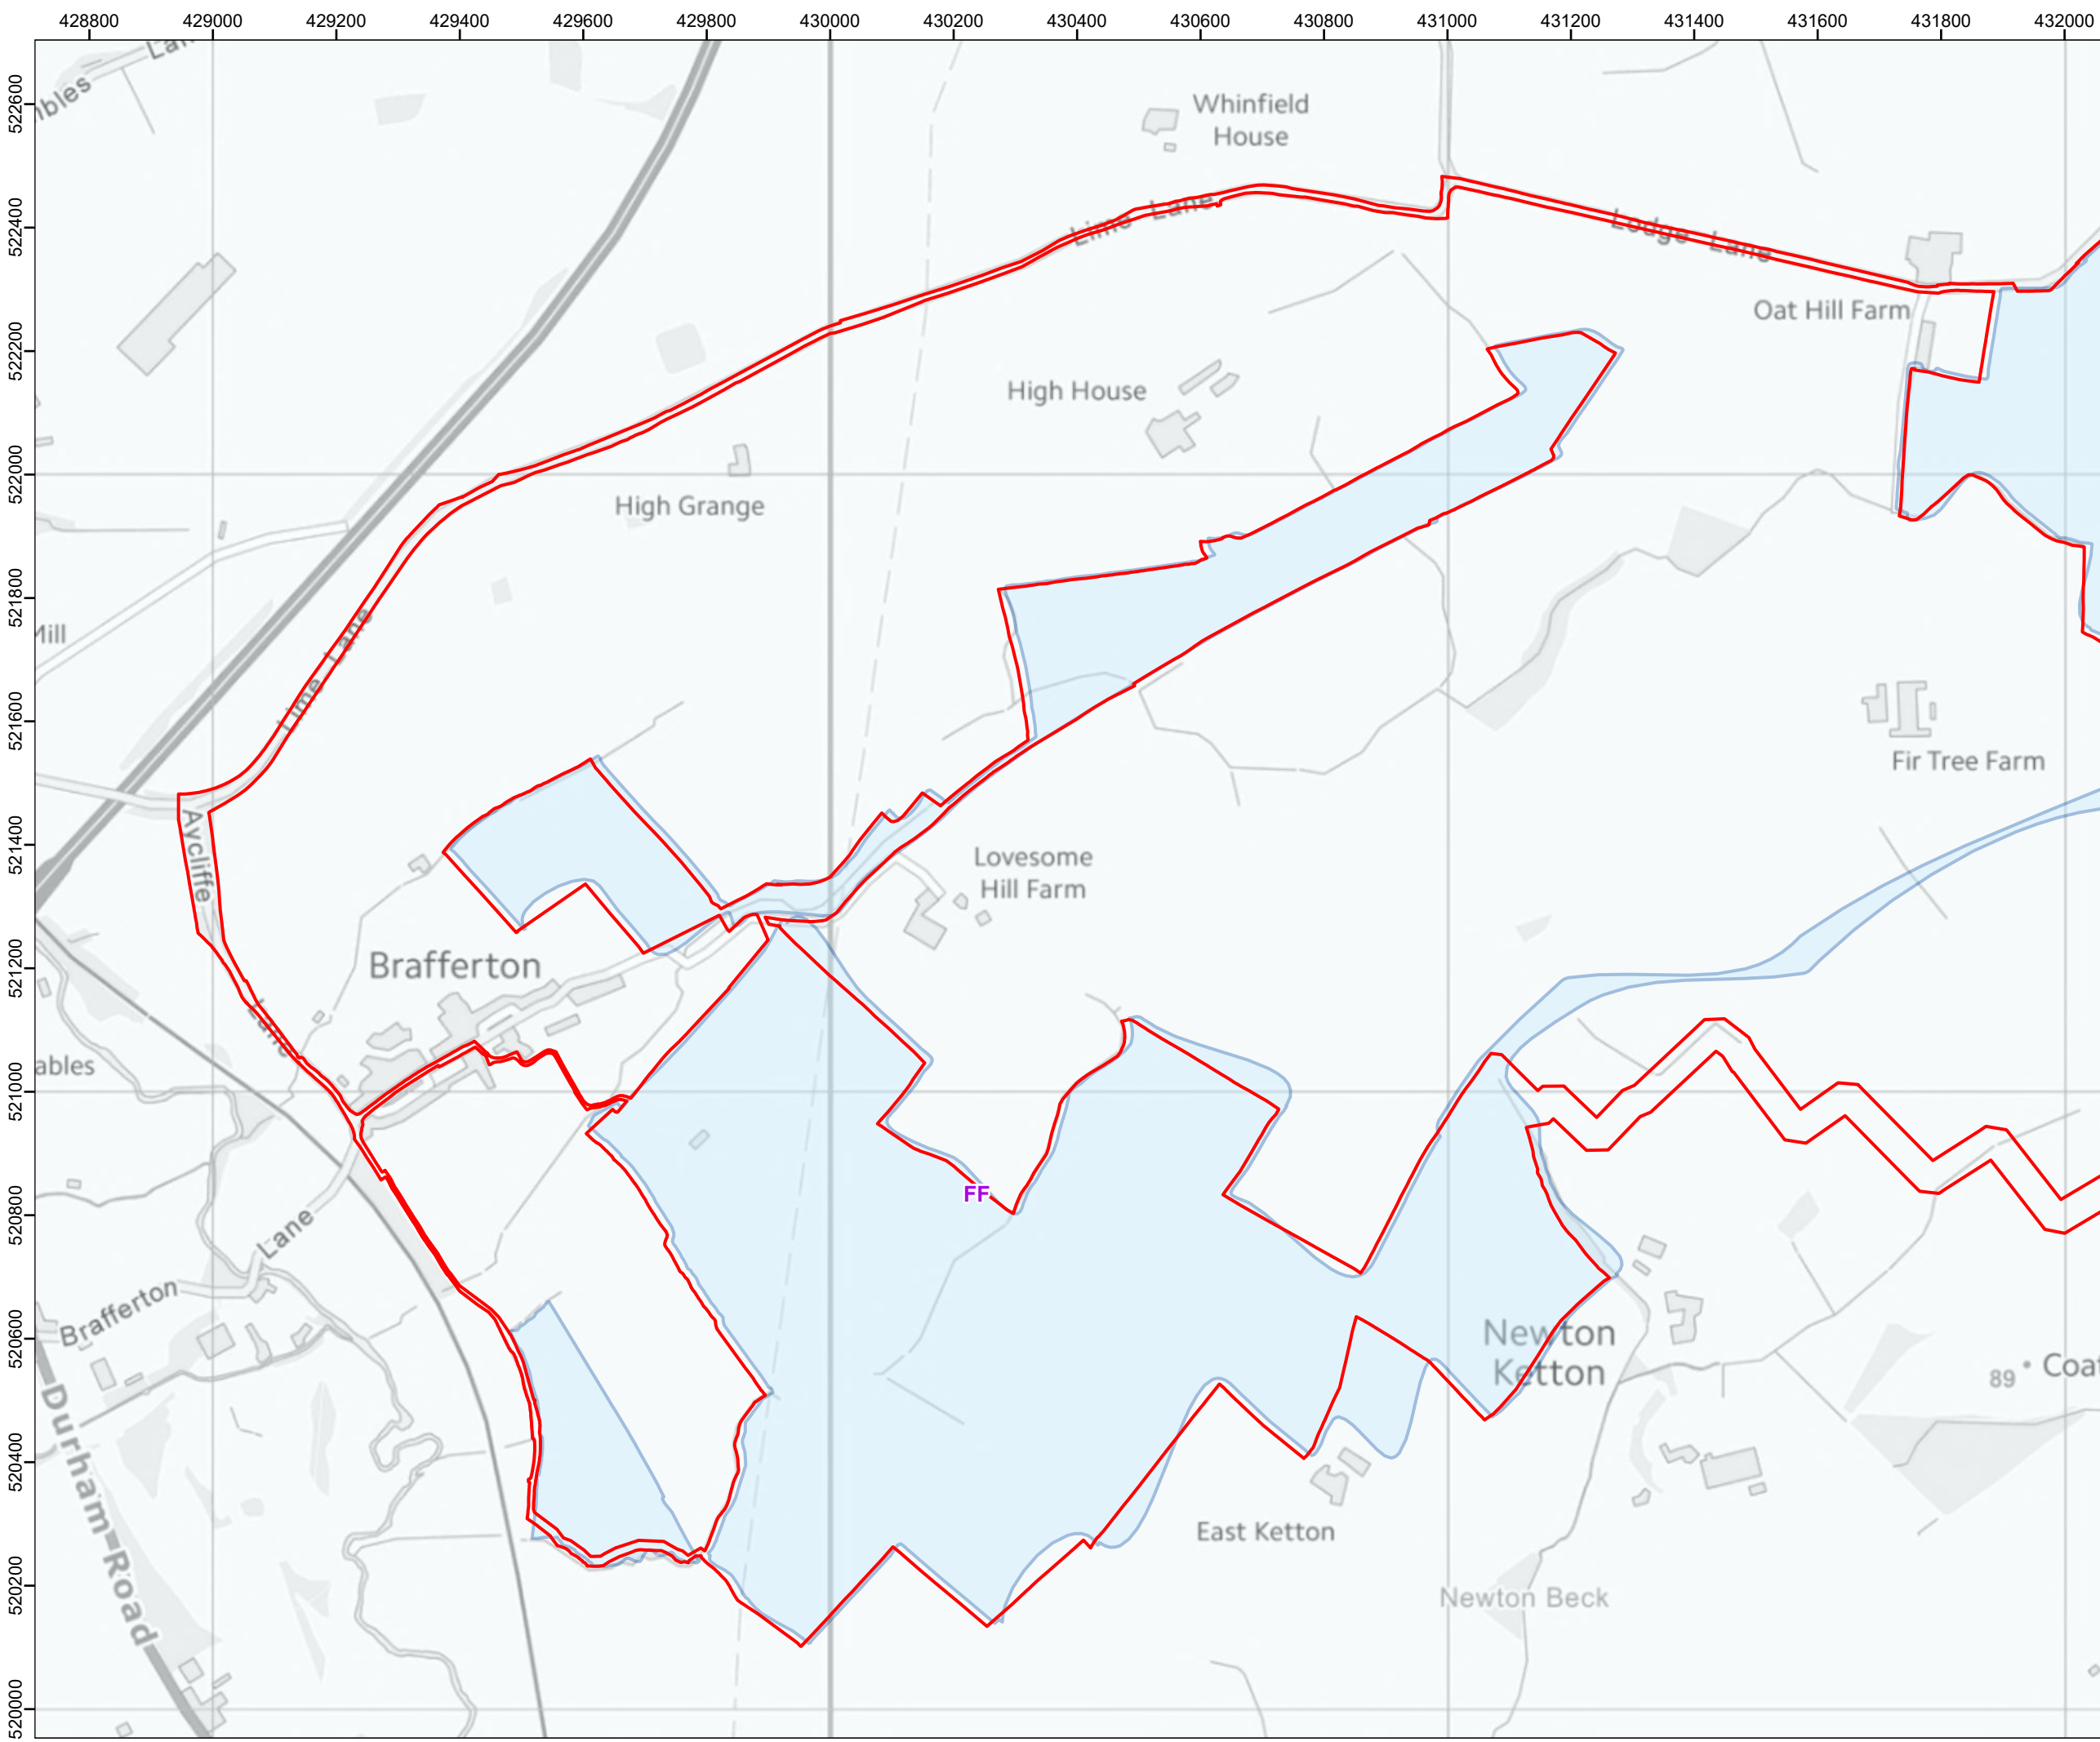 428800 429000 429200 429400 429600 429800 430000 430200 430400 430600 430800 431000 431200 431400 431600 431800 432000
522600
522400
522200
522000
521800
521600
521400
521200
521000
520800
520600
520400
520200
520000
Whinfield
House
Lime Lane
Lodge Lane
Oat Hill Farm
High House
High Grange
Lime Lane
Fir Tree Farm
Aycliffe
Lane
Lovesome
Hill Farm
Brafferton
FF
Brafferton Lane
Newton
Ketton
89
Durham Road
East Ketton
Newton Beck